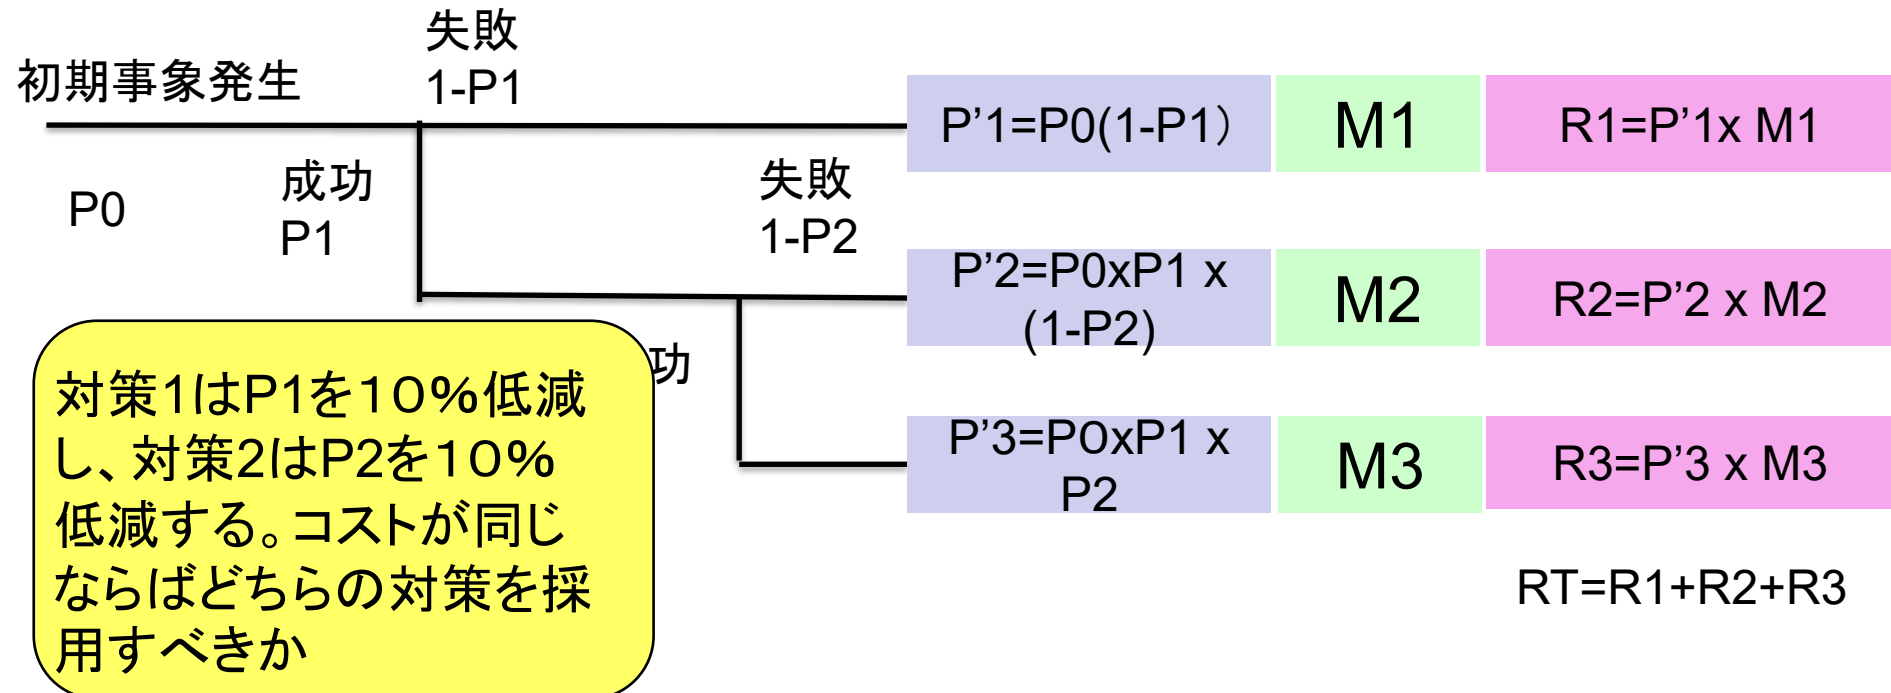 失敗
1-P1
初期事象発生
P'1=P0(1-P1）
M1
R1=P'1x M1
成功
P1
P0
失敗
1-P2
P'2=P0xP1 x
(1-P2)
M2
R2=P'2 x M2
功
対策1はP1を１０％低減
し、対策2はP2を１０％
低減する。コストが同じ
ならばどちらの対策を採
用すべきか
P'3=P0xP1 x
P2
M3
R3=P'3 x M3
RT=R1+R2+R3